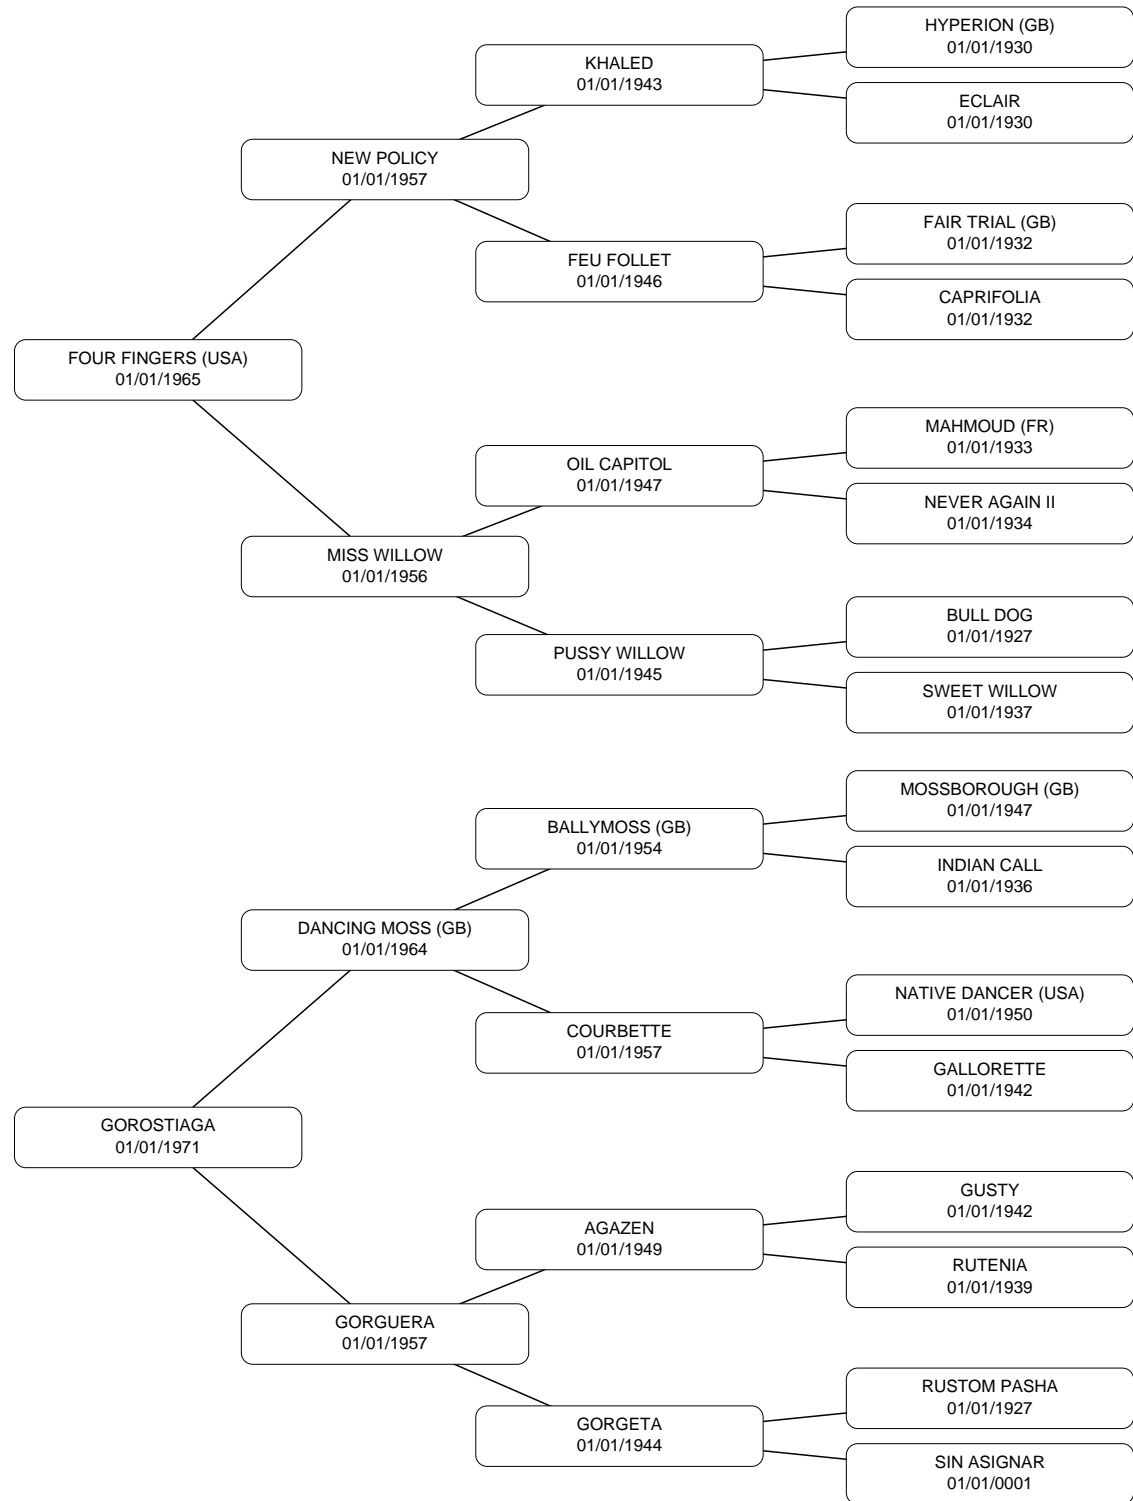 HYPERION (GB)
01/01/1930
KHALED
01/01/1943
ECLAIR
01/01/1930
NEW POLICY
01/01/1957
FAIR TRIAL (GB)
01/01/1932
FEU FOLLET
01/01/1946
CAPRIFOLIA
01/01/1932
FOUR FINGERS (USA)
01/01/1965
MAHMOUD (FR)
01/01/1933
OIL CAPITOL
01/01/1947
NEVER AGAIN II
01/01/1934
MISS WILLOW
01/01/1956
BULL DOG
01/01/1927
PUSSY WILLOW
01/01/1945
SWEET WILLOW
01/01/1937
MOSSBOROUGH (GB)
01/01/1947
BALLYMOSS (GB)
01/01/1954
INDIAN CALL
01/01/1936
DANCING MOSS (GB)
01/01/1964
NATIVE DANCER (USA)
01/01/1950
COURBETTE
01/01/1957
GALLORETTE
01/01/1942
GOROSTIAGA
01/01/1971
GUSTY
01/01/1942
AGAZEN
01/01/1949
RUTENIA
01/01/1939
GORGUERA
01/01/1957
RUSTOM PASHA
01/01/1927
GORGETA
01/01/1944
SIN ASIGNAR
01/01/0001